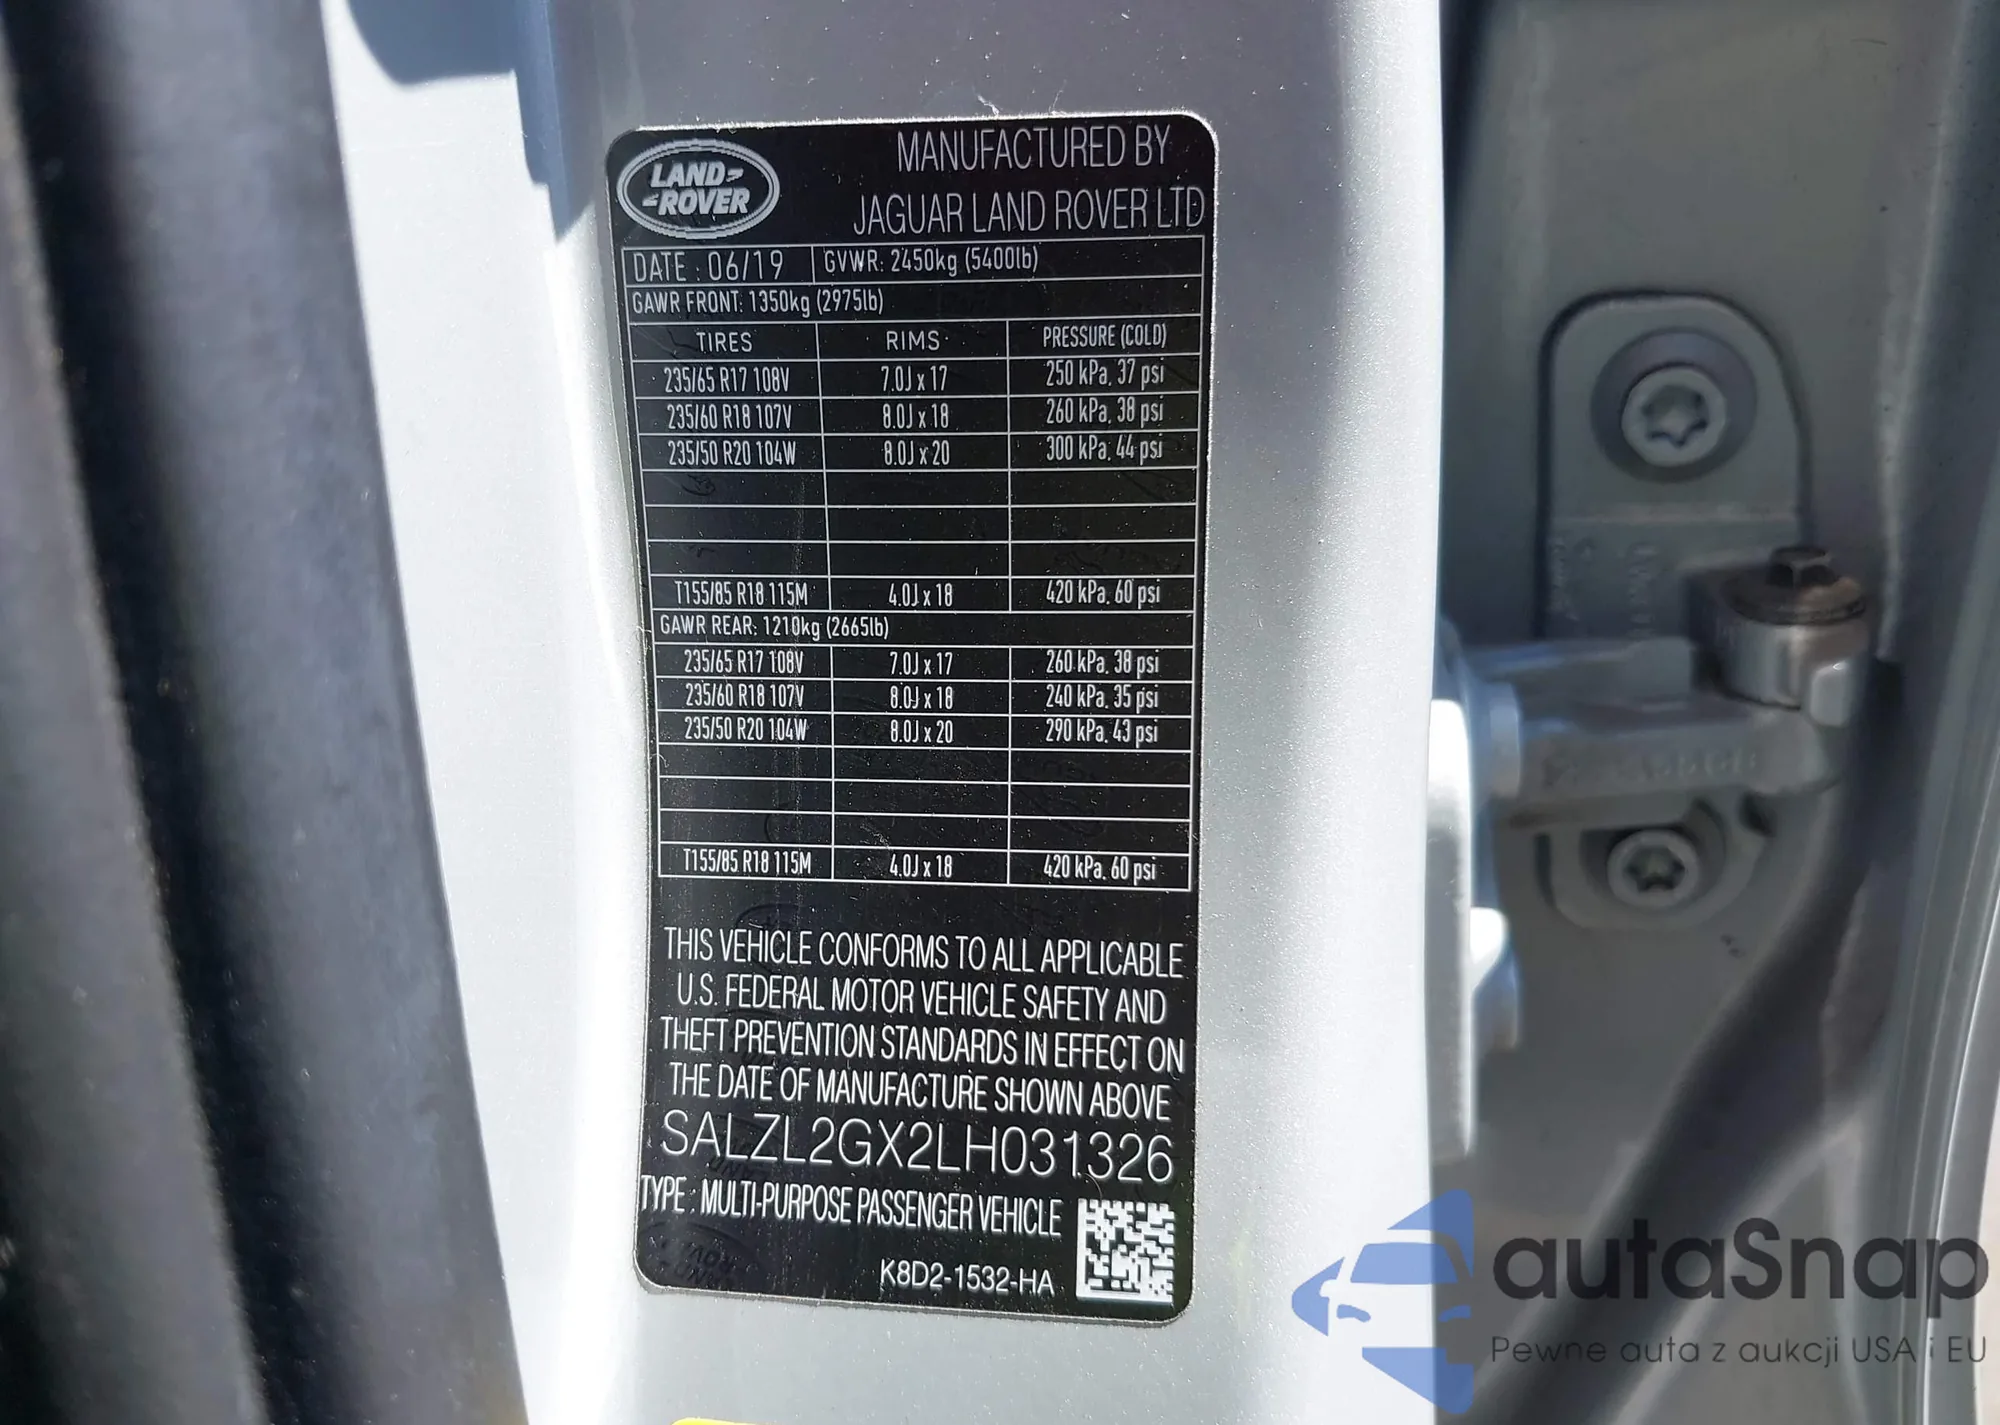 LAND-
-ROVER
MANUFACTURED BY
JAGUAR LAND ROVER LTD
DATE : 06/19 GVWR: 2450kg (5400lb)
GAWR FRONT: 1350kg (2975lb)
TIRES RIMS PRESSURE (COLD)
235/65 R17 108V 7.0J x 17 250 kPa, 37 psi
235/60 R18 107V 8.0J x 18 260 kPa, 38 psi
235/50 R20 104W 8.0J x 20 300 kPa, 44 psi
T155/85 R18 115M 4.0J x 18 420 kPa, 60 psi
GAWR REAR: 1210kg (2665lb)
235/65 R17 108V 7.0J x 17 260 kPa, 38 psi
235/60 R18 107V 8.0J x 18 240 kPa, 35 psi
235/50 R20 104W 8.0J x 20 290 kPa, 43 psi
T155/85 R18 115M 4.0J x 18 420 kPa, 60 psi
THIS VEHICLE CONFORMS TO ALL APPLICABLE
U.S. FEDERAL MOTOR VEHICLE SAFETY AND
THEFT PREVENTION STANDARDS IN EFFECT ON
THE DATE OF MANUFACTURE SHOWN ABOVE
SALZL2GX2LH031326
TYPE : MULTI-PURPOSE PASSENGER VEHICLE
K8D2-1532-HA
autaSnap
Pewne auta z aukcji USA i EU